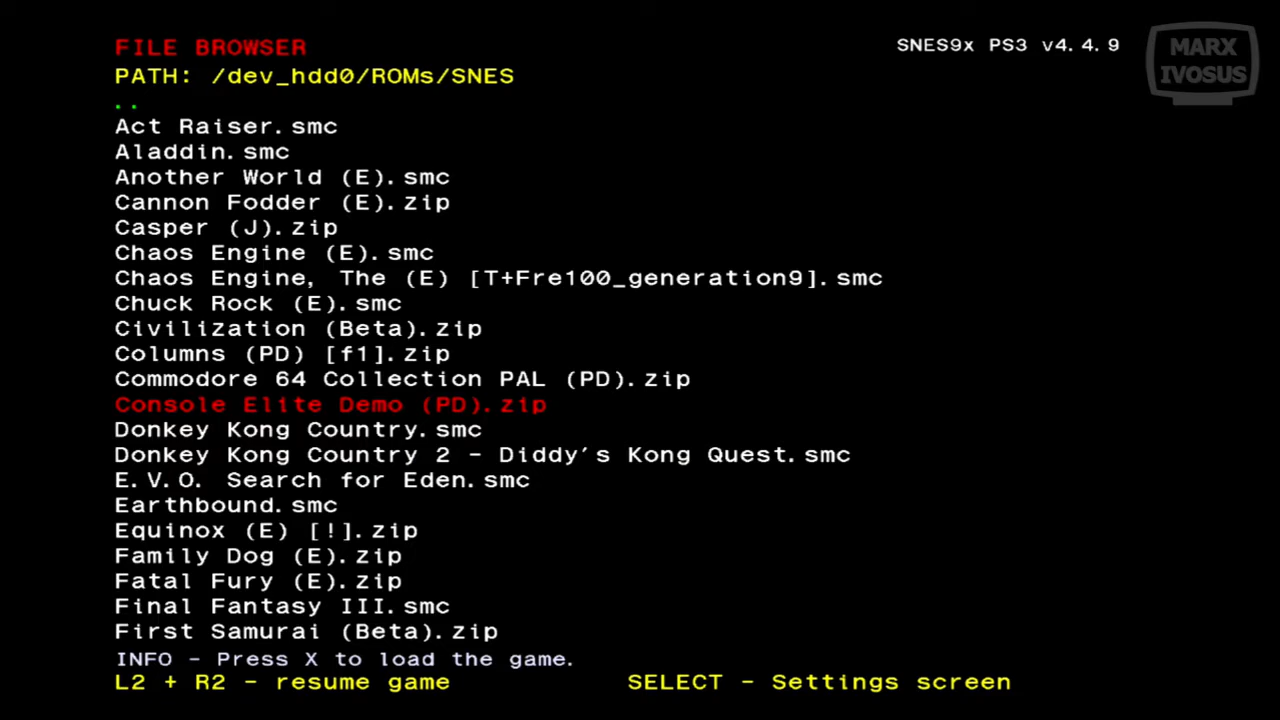 FILE BROWSER
SNES9x PS3 v4.4.9
MARX
IVOSUS
PATH: /dev_hdd0/ROMs/SNES
..
Act Raiser.smc
Aladdin.smc
Another World (E).smc
Cannon Fodder (E).zip
Casper (J).zip
Chaos Engine (E).smc
Chaos Engine, The (E) [T+Fre100_generation9].smc
Chuck Rock (E).smc
Civilization (Beta).zip
Columns (PD) [f1].zip
Commodore 64 Collection PAL (PD).zip
Console Elite Demo (PD).zip
Donkey Kong Country.smc
Donkey Kong Country 2 - Diddy's Kong Quest.smc
E.V.O. Search for Eden.smc
Earthbound.smc
Equinox (E) [!].zip
Family Dog (E).zip
Fatal Fury (E).zip
Final Fantasy III.smc
First Samurai (Beta).zip
INFO - Press X to load the game.
L2 + R2 - resume game
SELECT - Settings screen